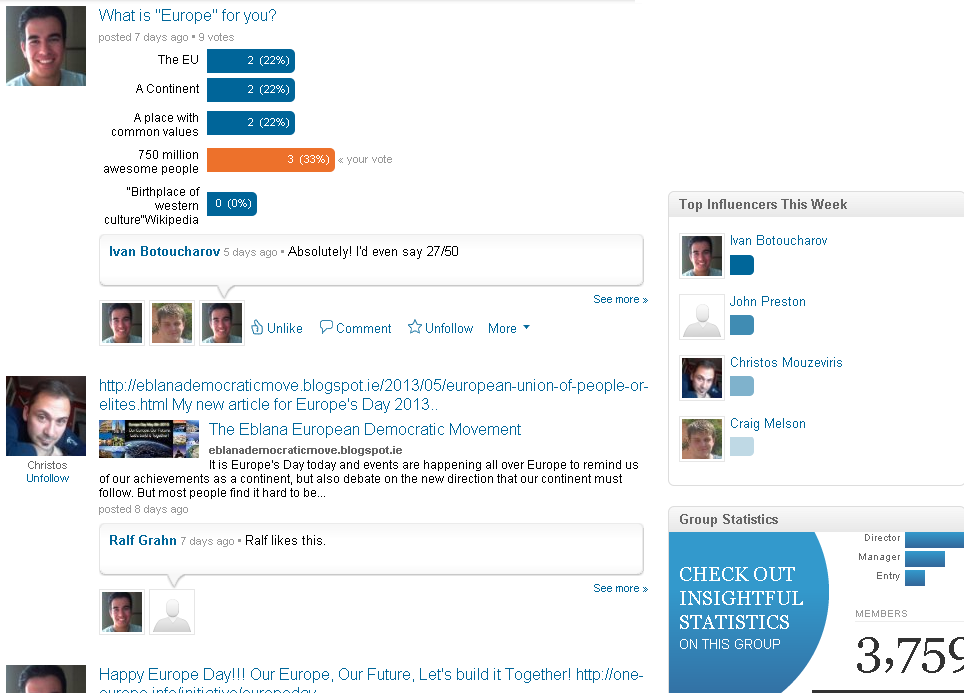 What is "Europe" for you?
posted 7 days ago • 9 votes
The EU
2 (22%)
A Continent
2 (22%)
A place with
common values
2 (22%)
750 million
awesome people
3 (33%) « your vote
"Birthplace of
western
culture"Wikipedia
0 (0%)
Ivan Botoucharov 5 days ago • Absolutely! I'd even say 27/50
See more »
Unlike Comment Unfollow More
http://eblanademocraticmove.blogspot.ie/2013/05/european-union-of-people-or-
elites.html My new article for Europe's Day 2013..
The Eblana European Democratic Movement
eblanademocraticmove.blogspot.ie
It is Europe's Day today and events are happening all over Europe to remind us
of our achievements as a continent, but also debate on the new direction that our continent must
follow. But most people find it hard to be...
posted 8 days ago
Christos
Unfollow
Ralf Grahn 7 days ago • Ralf likes this.
See more »
Happy Europe Day!!! Our Europe, Our Future, Let's build it Together! http://one-
europe.info/initiative/europeday
Top Influencers This Week
Ivan Botoucharov
John Preston
Christos Mouzeviris
Craig Melson
Group Statistics
CHECK OUT
INSIGHTFUL
STATISTICS
ON THIS GROUP
Director
Manager
Entry
MEMBERS
3,759